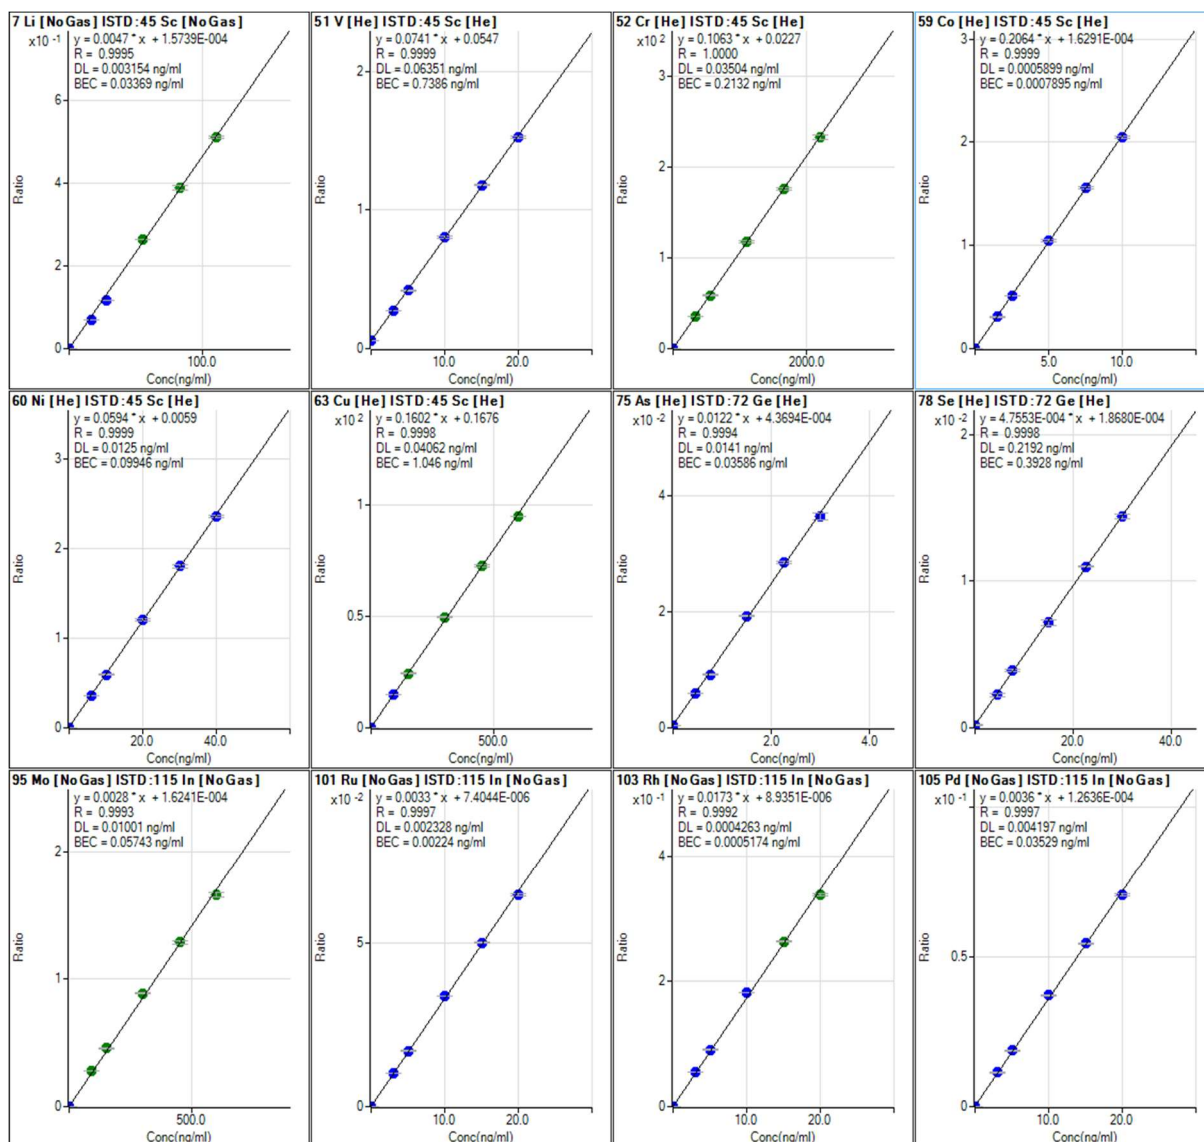 7 Li [No Gas] ISTD:45 Sc [No Gas]
x10 -1
y = 0.0047 * x + 1.5739E-004
R = 0.9995
DL = 0.003154 ng/ml
BEC = 0.03369 ng/ml
6
4
2
0
Ratio
100.0
Conc(ng/ml)
51 V [He] ISTD:45 Sc [He]
y = 0.0741 * x + 0.0547
R = 0.9999
DL = 0.06351 ng/ml
BEC = 0.7386 ng/ml
2
1
0
Ratio
10.0 20.0
Conc(ng/ml)
52 Cr [He] ISTD:45 Sc [He]
x10 2
y = 0.1063 * x + 0.0227
R = 1.0000
DL = 0.03504 ng/ml
BEC = 0.2132 ng/ml
3
2
1
0
Ratio
2000.0
Conc(ng/ml)
59 Co [He] ISTD:45 Sc [He]
y = 0.2064 * x + 1.6291E-004
R = 0.9999
DL = 0.0005899 ng/ml
BEC = 0.0007895 ng/ml
3
2
1
0
Ratio
5.0 10.0
Conc(ng/ml)
60 Ni [He] ISTD:45 Sc [He]
y = 0.0594 * x + 0.0059
R = 0.9999
DL = 0.0125 ng/ml
BEC = 0.09946 ng/ml
3
2
1
0
Ratio
20.0 40.0
Conc(ng/ml)
63 Cu [He] ISTD:45 Sc [He]
x10 2
y = 0.1602 * x + 0.1676
R = 0.9998
DL = 0.04062 ng/ml
BEC = 1.046 ng/ml
1
0.5
0
Ratio
500.0
Conc(ng/ml)
75 As [He] ISTD:72 Ge [He]
x10 -2
y = 0.0122 * x + 4.3694E-004
R = 0.9994
DL = 0.0141 ng/ml
BEC = 0.03586 ng/ml
4
2
0
Ratio
2.0 4.0
Conc(ng/ml)
78 Se [He] ISTD:72 Ge [He]
x10 -2
y = 4.7553E-004 * x + 1.8680E-004
R = 0.9998
DL = 0.2192 ng/ml
BEC = 0.3928 ng/ml
2
1
0
Ratio
20.0 40.0
Conc(ng/ml)
95 Mo [No Gas] ISTD:115 In [No Gas]
y = 0.0028 * x + 1.6241E-004
R = 0.9993
DL = 0.01001 ng/ml
BEC = 0.05743 ng/ml
2
1
0
Ratio
500.0
Conc(ng/ml)
101 Ru [No Gas] ISTD:115 In [No Gas]
x10 -2
y = 0.0033 * x + 7.4044E-006
R = 0.9997
DL = 0.002328 ng/ml
BEC = 0.00224 ng/ml
5
0
Ratio
10.0 20.0
Conc(ng/ml)
103 Rh [No Gas] ISTD:115 In [No Gas]
x10 -1
y = 0.0173 * x + 8.9351E-006
R = 0.9992
DL = 0.0004263 ng/ml
BEC = 0.0005174 ng/ml
4
2
0
Ratio
10.0 20.0
Conc(ng/ml)
105 Pd [No Gas] ISTD:115 In [No Gas]
x10 -1
y = 0.0036 * x + 1.2636E-004
R = 0.9997
DL = 0.004197 ng/ml
BEC = 0.03529 ng/ml
1
0.5
0
Ratio
10.0 20.0
Conc(ng/ml)